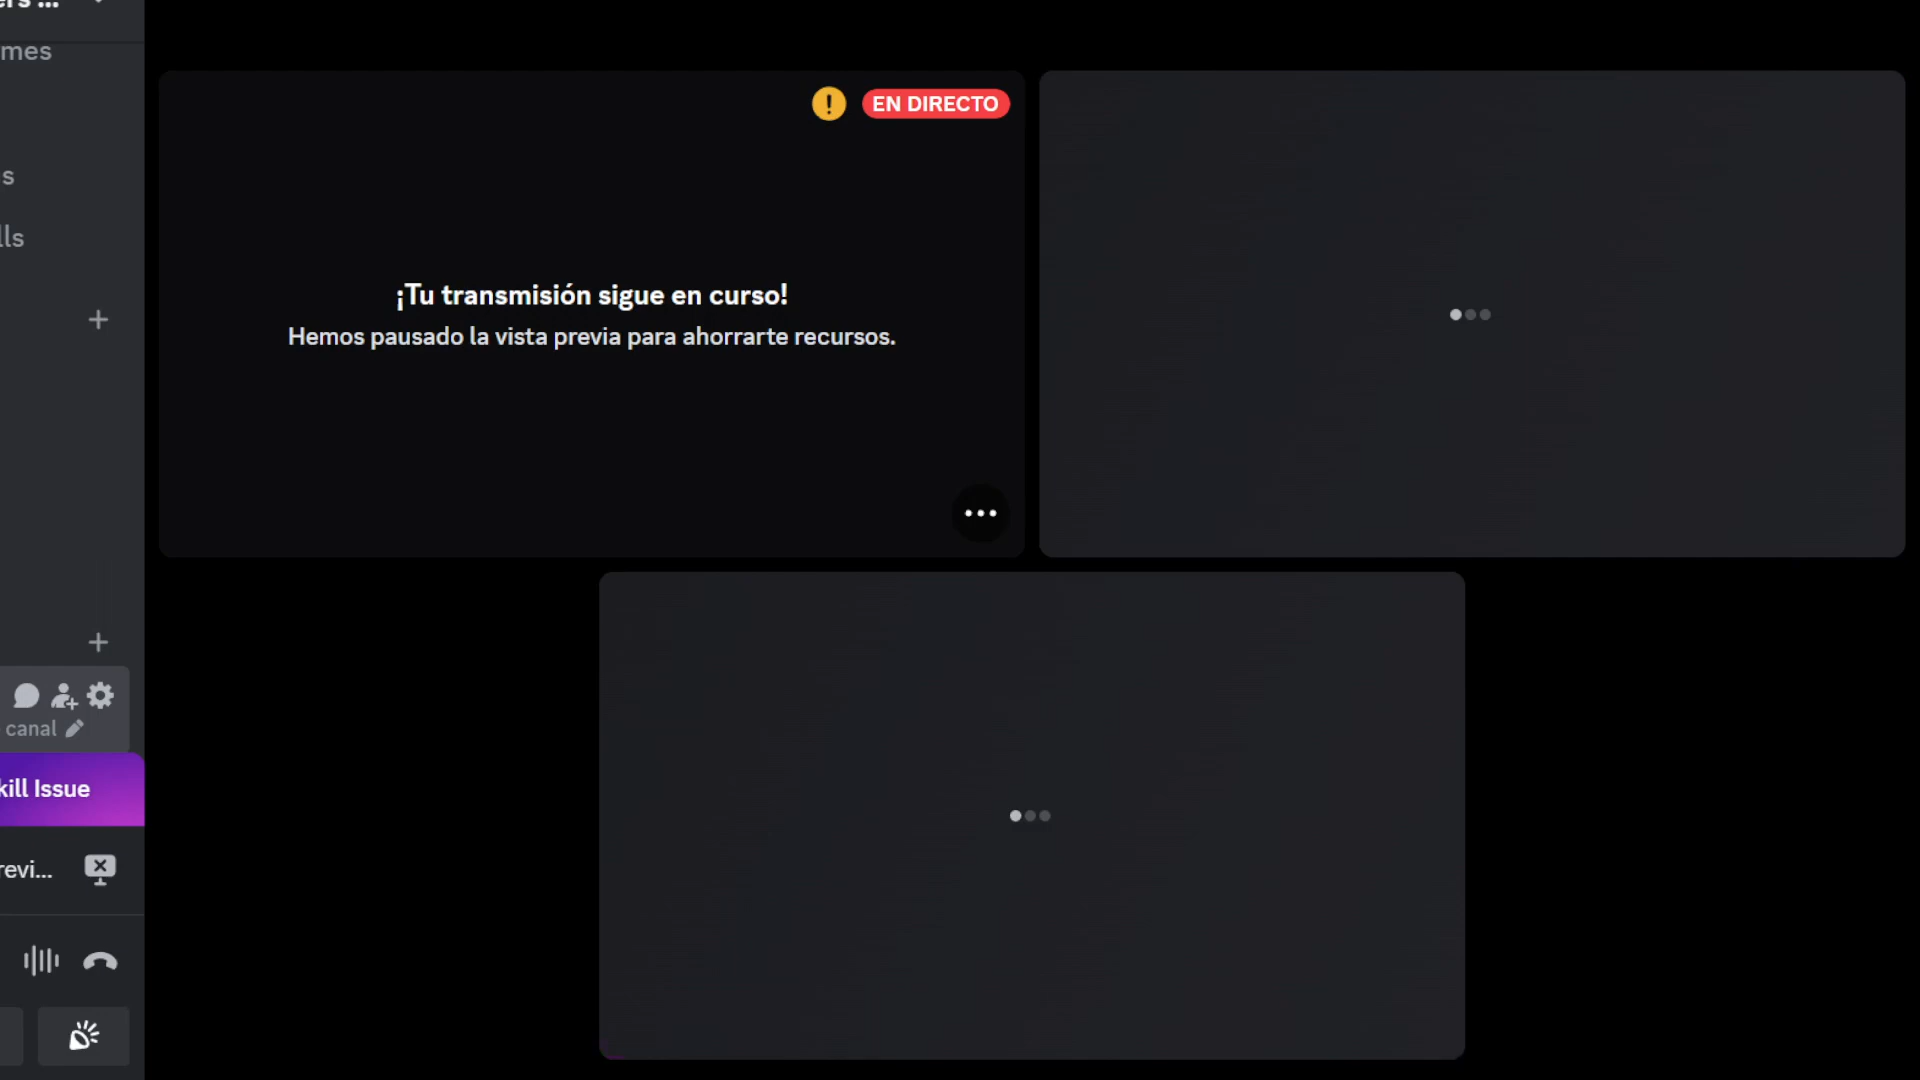 ers ...
mes
s
lls
EN DIRECTO
¡Tu transmisión sigue en curso!
Hemos pausado la vista previa para ahorrarte recursos.
canal
kill Issue
revi...